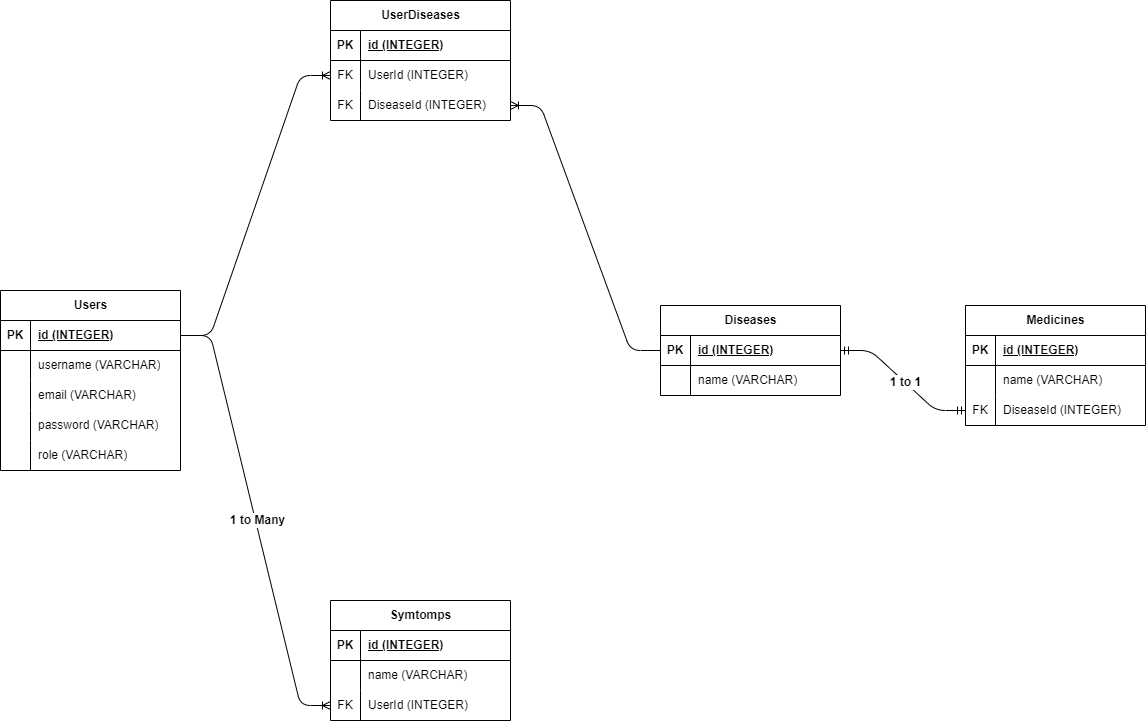 UserDiseases
PK id (INTEGER)
FK UserId (INTEGER)
FK DiseaseId (INTEGER)
Users
PK id (INTEGER)
username (VARCHAR)
email (VARCHAR)
password (VARCHAR)
role (VARCHAR)
Diseases
PK id (INTEGER)
name (VARCHAR)
1 to 1
Medicines
PK id (INTEGER)
name (VARCHAR)
FK DiseaseId (INTEGER)
1 to Many
Symtomps
PK id (INTEGER)
name (VARCHAR)
FK UserId (INTEGER)